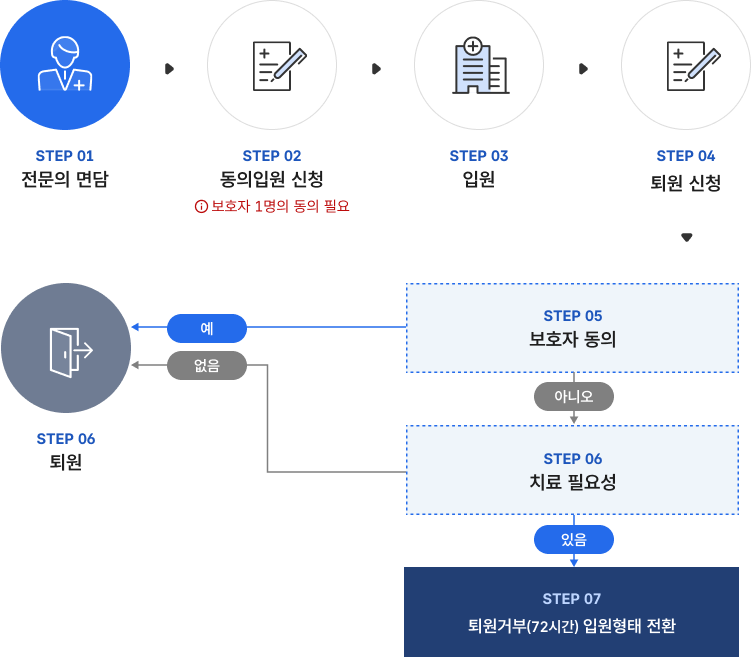 STEP 01
전문의 면담
STEP 02
동의입원 신청
보호자 1명의 동의 필요
STEP 03
입원
STEP 04
퇴원 신청
STEP 05
보호자 동의
예
없음
아니오
STEP 06
퇴원
STEP 06
치료 필요성
있음
STEP 07
퇴원거부(72시간) 입원형태 전환